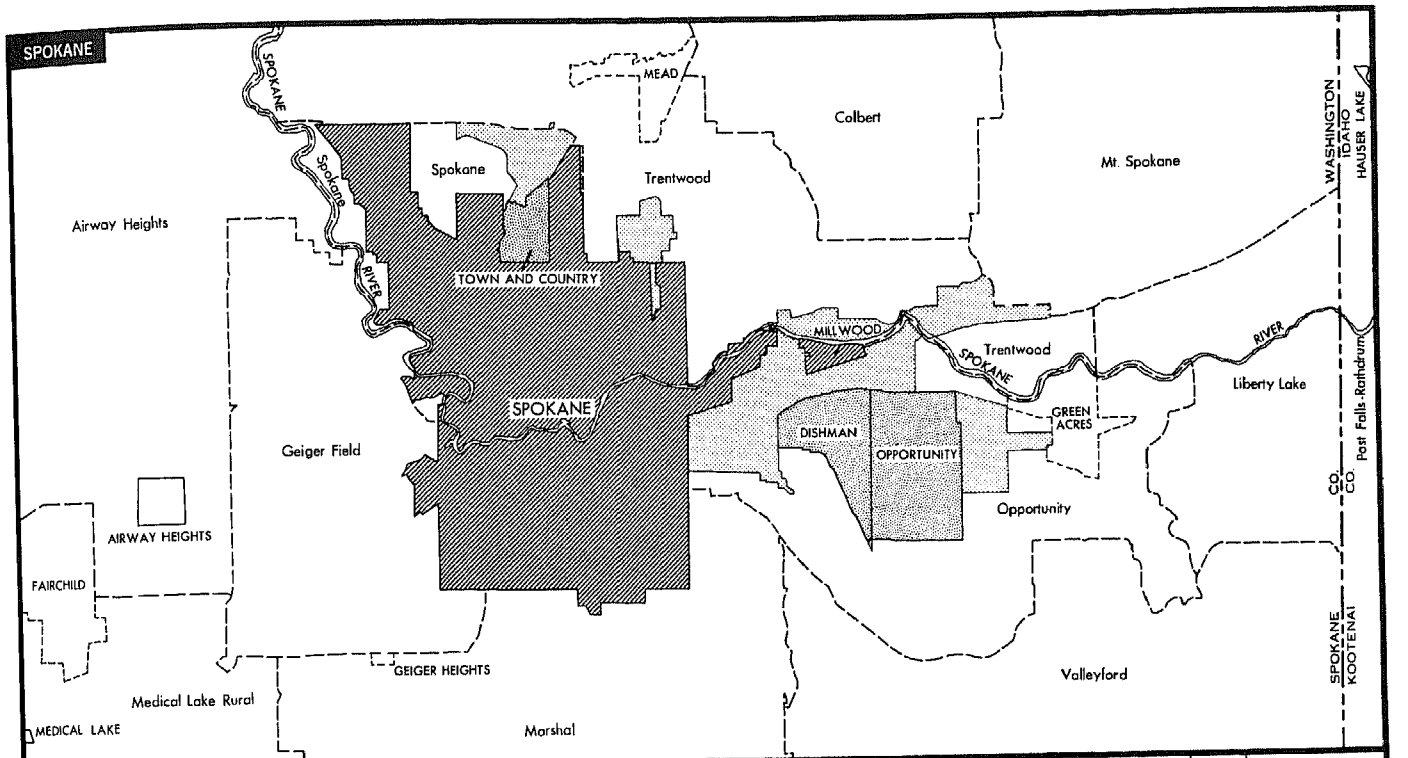 SPOKANE
SPOKANE
MEAD
Colbert
WASHINGTON
IDAHO
HAUSER LAKE
Mt. Spokane
Spokane
Spokane
Trentwood
Airway Heights
RIVER
TOWN AND COUNTRY
MILLWOOD
SPOKANE
Trentwood
RIVER
Liberty Lake
Post Falls-Rathdrum
SPOKANE
GREEN
ACRES
DISHMAN
OPPORTUNITY
Geiger Field
CO.
CO.
Opportunity
AIRWAY HEIGHTS
FAIRCHILD
SPOKANE
KOOTENAI
GEIGER HEIGHTS
Valleyford
Medical Lake Rural
MEDICAL LAKE
Marshal